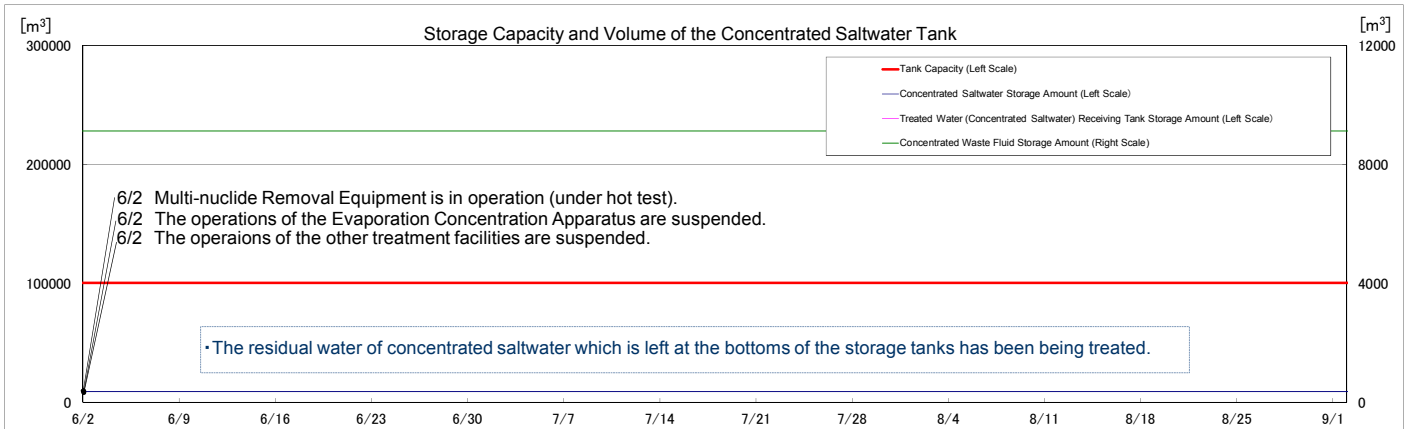 [m³]
[m³]
Storage Capacity and Volume of the Concentrated Saltwater Tank
300000
12000
Tank Capacity (Left Scale)
Concentrated Saltwater Storage Amount (Left Scale)
Treated Water (Concentrated Saltwater) Receiving Tank Storage Amount (Left Scale)
Concentrated Waste Fluid Storage Amount (Right Scale)
200000
8000
6/2 Multi-nuclide Removal Equipment is in operation (under hot test).
6/2 The operations of the Evaporation Concentration Apparatus are suspended.
6/2 The operaions of the other treatment facilities are suspended.
100000
4000
・The residual water of concentrated saltwater which is left at the bottoms of the storage tanks has been being treated.
0
0
6/2 6/9 6/16 6/23 6/30 7/7 7/14 7/21 7/28 8/4 8/11 8/18 8/25 9/1